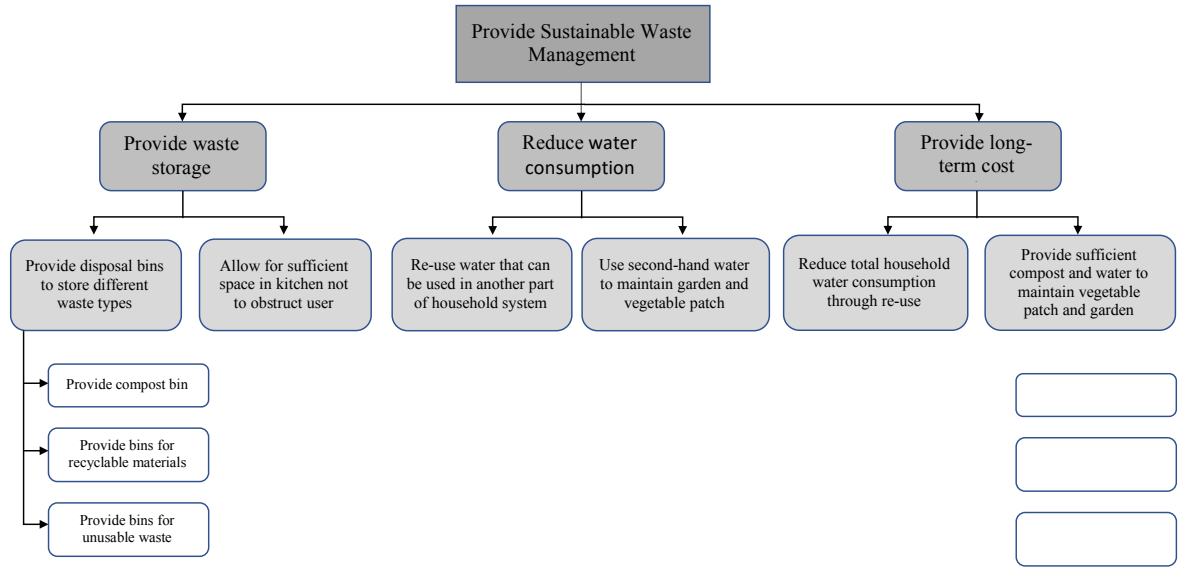 Provide Sustainable Waste
Management
Provide waste
storage
Reduce water
consumption
Provide long-
term cost
Provide disposal bins
to store different
waste types
Allow for sufficient
space in kitchen not
to obstruct user
Re-use water that can
be used in another part
of household system
Use second-hand water
to maintain garden and
vegetable patch
Reduce total household
water consumption
through re-use
Provide sufficient
compost and water to
maintain vegetable
patch and garden
Provide compost bin
Provide bins for
recyclable materials
Provide bins for
unusable waste